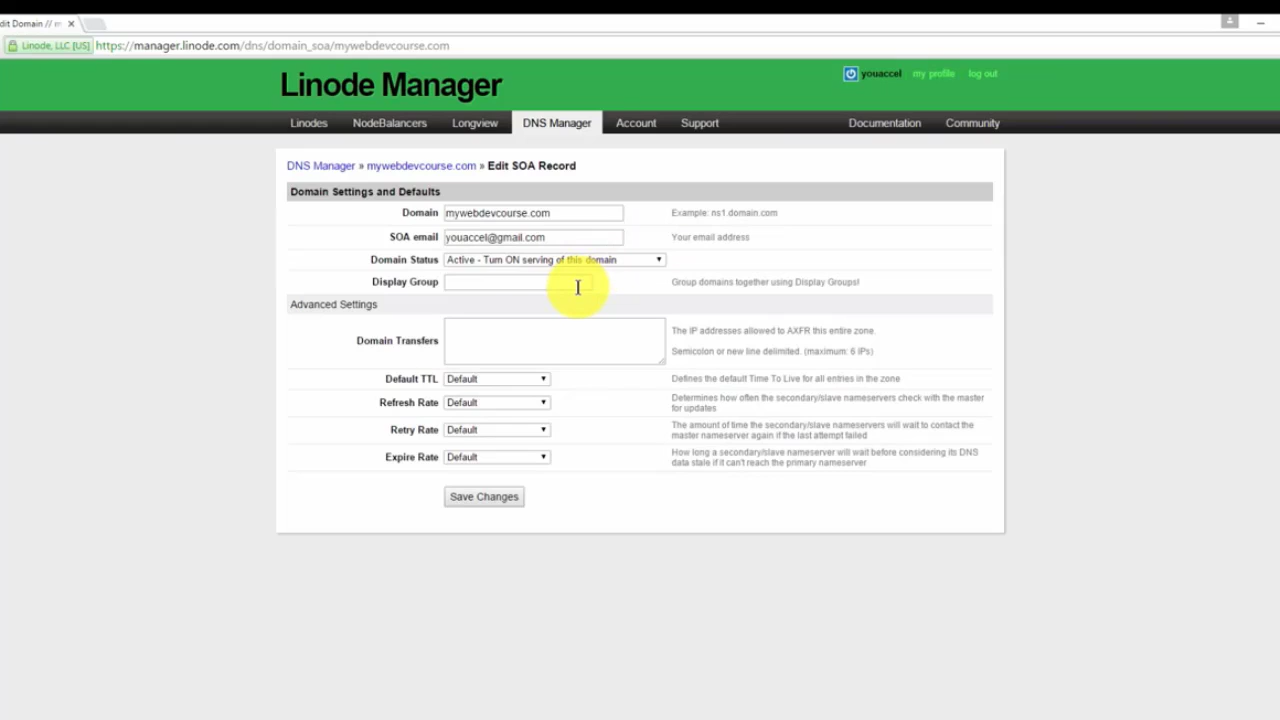 dit Domain // m
Linode, LLC [US] https://manager.linode.com/dns/domain_soa/mywebdevcourse.com
Linode Manager
youaccel my profile log out
Linodes NodeBalancers Longview DNS Manager Account Support Documentation Community
DNS Manager » mywebdevcourse.com » Edit SOA Record
Domain Settings and Defaults
Domain mywebdevcourse.com Example: ns1.domain.com
SOA email youaccel@gmail.com Your email address
Domain Status Active - Turn ON serving of this domain
Display Group Group domains together using Display Groups!
Advanced Settings
Domain Transfers
The IP addresses allowed to AXFR this entire zone.
Semicolon or new line delimited. (maximum: 6 IPs)
Default TTL Default Defines the default Time To Live for all entries in the zone
Refresh Rate Default Determines how often the secondary/slave nameservers check with the master
for updates
Retry Rate Default The amount of time the secondary/slave nameservers will wait to contact the
master nameserver again if the last attempt failed
Expire Rate Default How long a secondary/slave nameserver will wait before considering its DNS
data stale if it can't reach the primary nameserver
Save Changes